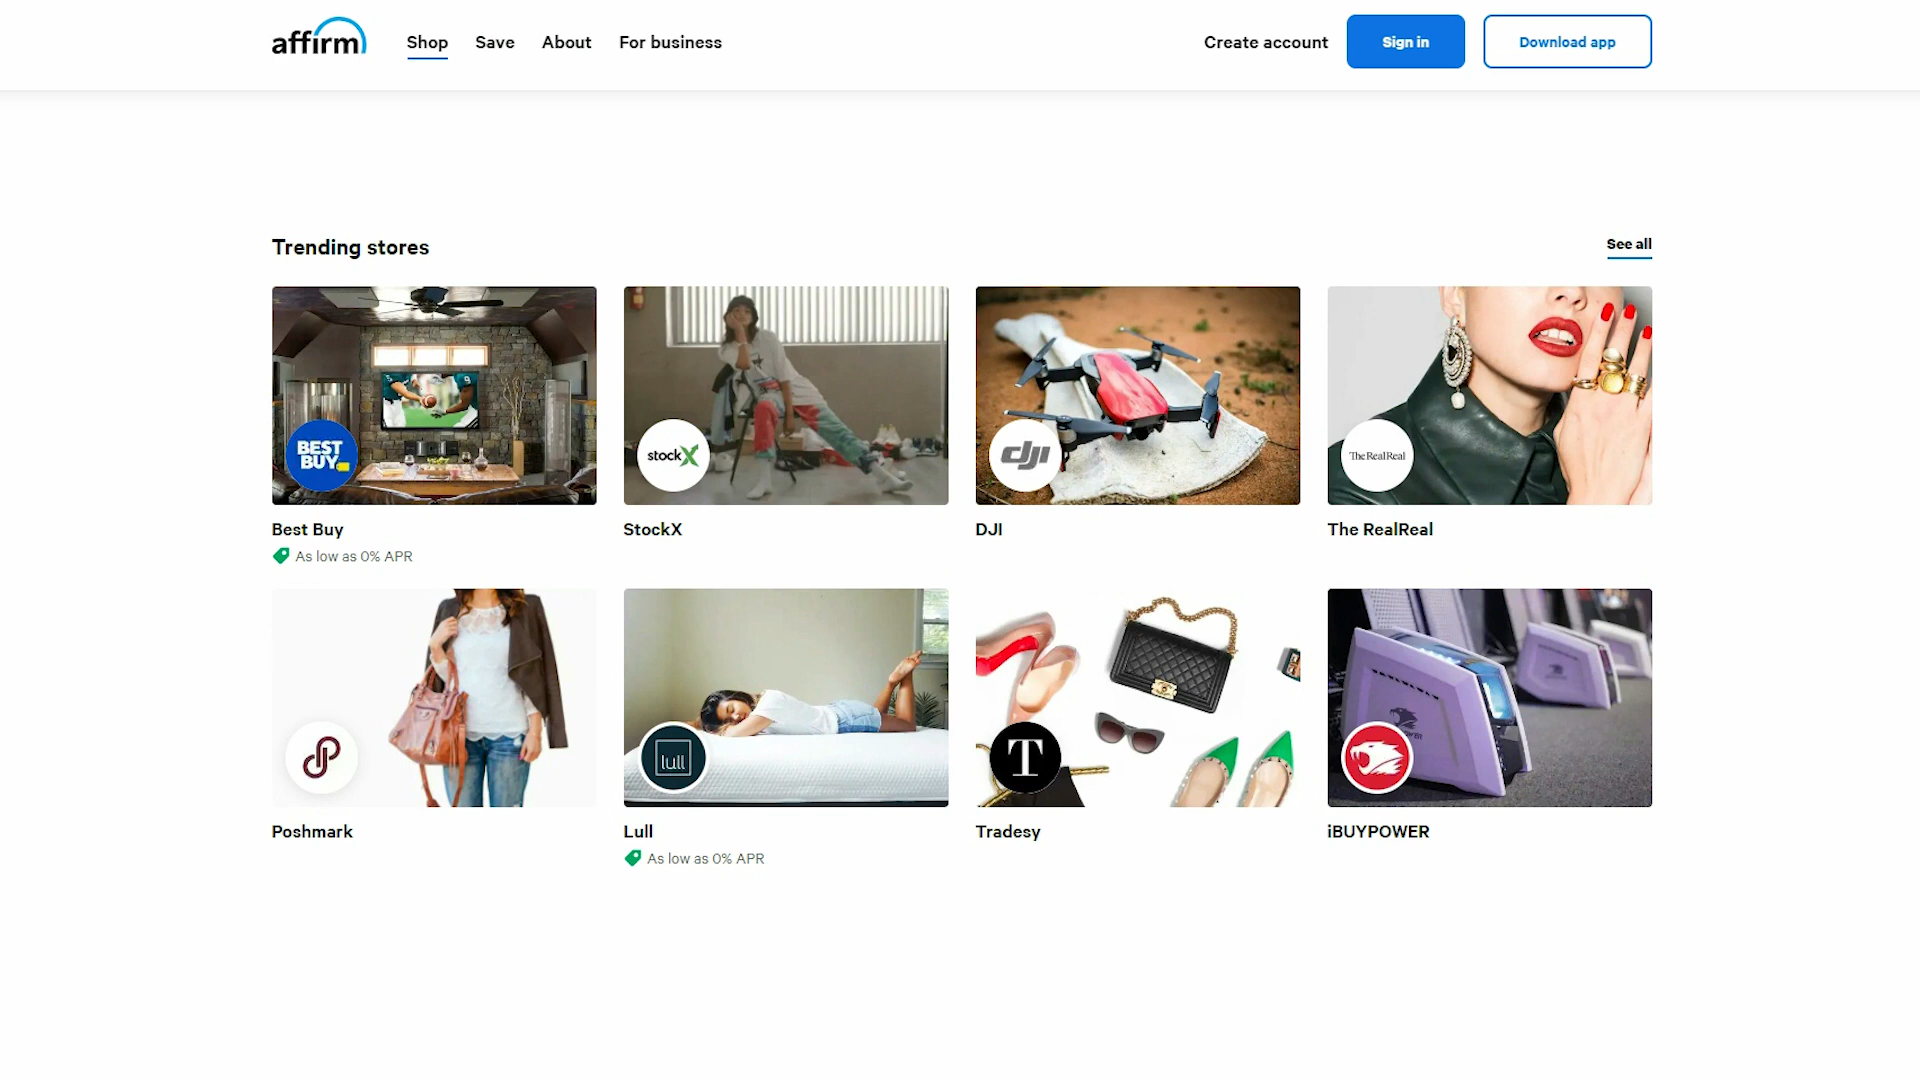 affirm
Shop
Save
About
For business
Create account
Sign in
Download app
Trending stores
See all
BEST
BUY
stockX
dji
TheRealReal
Best Buy
StockX
DJI
The RealReal
As low as 0% APR
lull
T
Poshmark
Lull
Tradesy
iBUYPOWER
As low as 0% APR